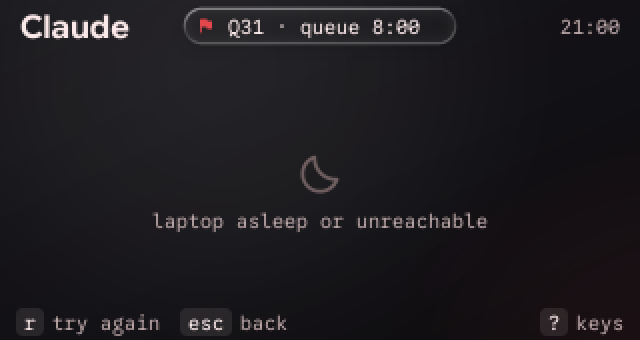 Claude
Q31 · queue 8:00
21:00
laptop asleep or unreachable
r try again esc back
? keys